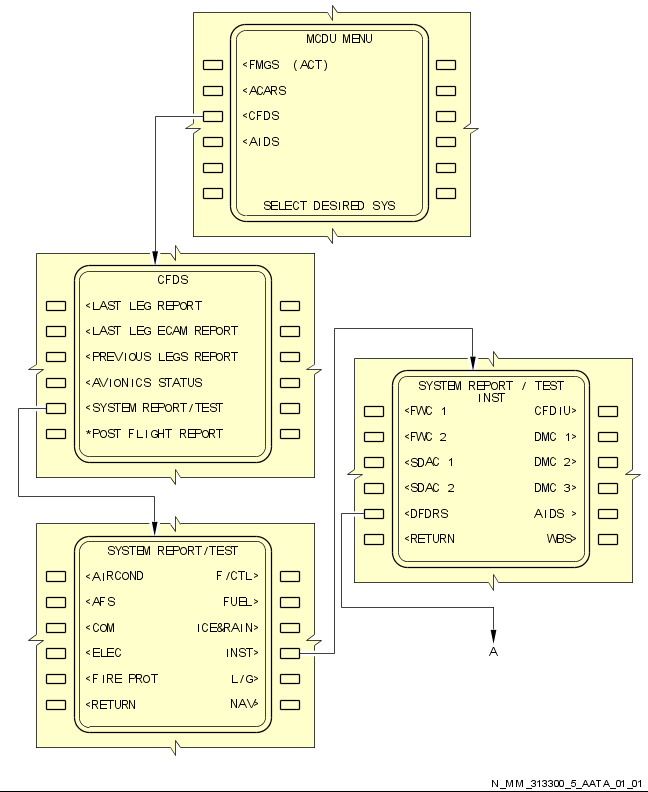 MCDU MENU
<FMGS (ACT)
<ACARS
<CFDS
<AIDS
SELECT DESIRED SYS
CFDS
<LAST LEG REPORT
<LAST LEG ECAM REPORT
<PREVIOUS LEGS REPORT
<AVIONICS STATUS
<SYSTEM REPORT/TEST
*POST FLIGHT REPORT
SYSTEM REPORT / TEST
INST
<FWC 1 CFDIU>
<FWC 2 DMC 1>
<SDAC 1 DMC 2>
<SDAC 2 DMC 3>
<DFDRS AIDS >
<RETURN WBS>
SYSTEM REPORT/TEST
<AIRCOND F/CTL>
<AFS FUEL>
<COM ICE&RAIN>
<ELEC INST>
<FIRE PROT L/G>
<RETURN NAV>
A
N_MM_313300_5_AATA_01_01